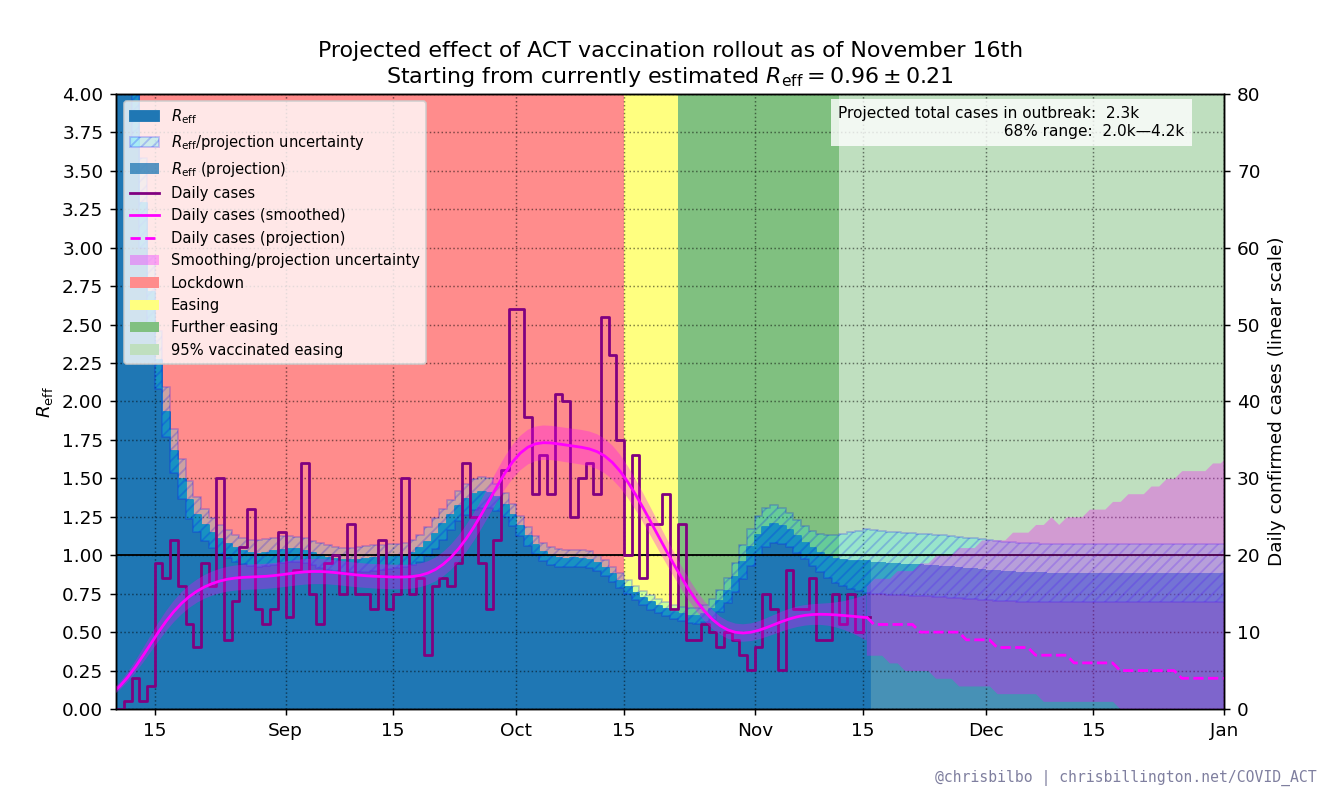 Projected effect of ACT vaccination rollout as of November 16th
Starting from currently estimated Reff = 0.96 ± 0.21
Projected total cases in outbreak: 2.3k
68% range: 2.0k—4.2k
Reff
Reff/projection uncertainty
Reff (projection)
Daily cases
Daily cases (smoothed)
Daily cases (projection)
Smoothing/projection uncertainty
Lockdown
Easing
Further easing
95% vaccinated easing
Reff
4.00
3.75
3.50
3.25
3.00
2.75
2.50
2.25
2.00
1.75
1.50
1.25
1.00
0.75
0.50
0.25
0.00
80
70
60
50
40
30
20
10
0
Daily confirmed cases (linear scale)
15 Sep 15 Oct 15 Nov 15 Dec 15 Jan
@chrisbilbo | chrisbillington.net/COVID_ACT